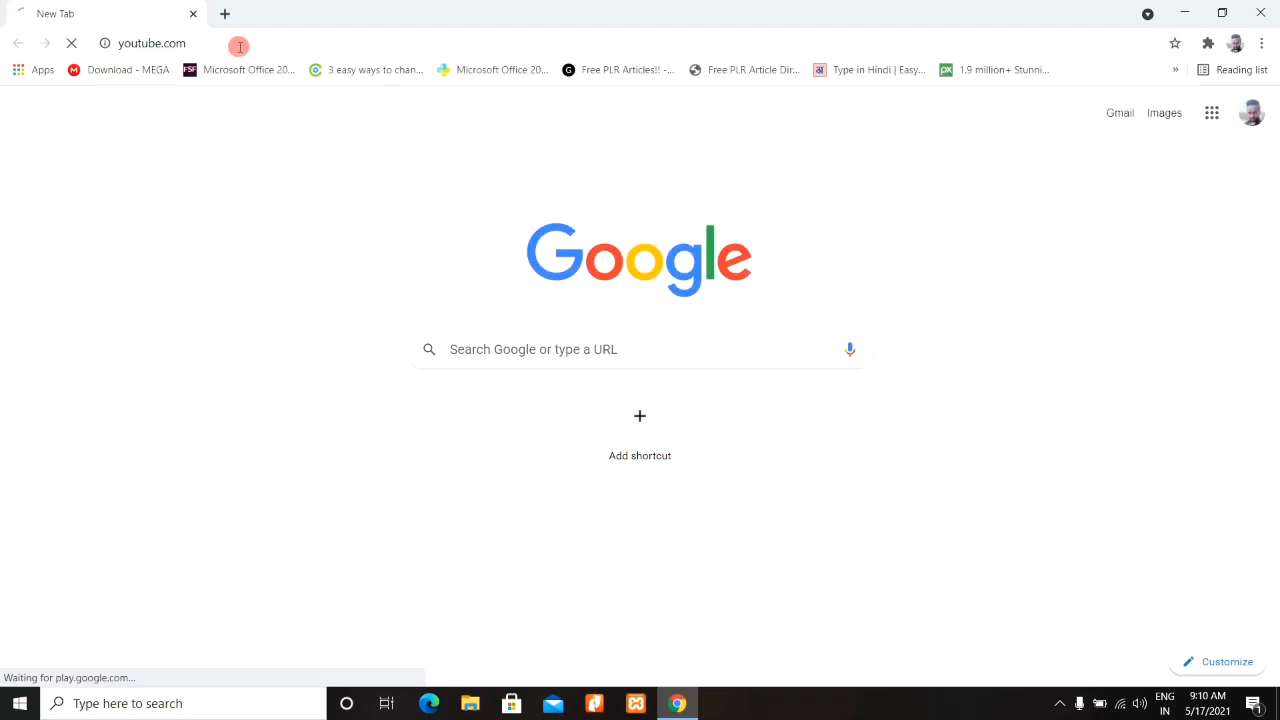 New Tab
youtube.com
Apps Download - MEGA FSF Microsoft Office 20... 3 easy ways to chan... Microsoft Office 20... G Free PLR Articles!! -... Free PLR Article Dir... Type in Hindi | Easy... px 1.9 million+ Stunni... » Reading list
Gmail Images
Google
Search Google or type a URL
Add shortcut
Customize
Waiting for play.google.com...
Type here to search
ENG 9:10 AM
IN 5/17/2021 1